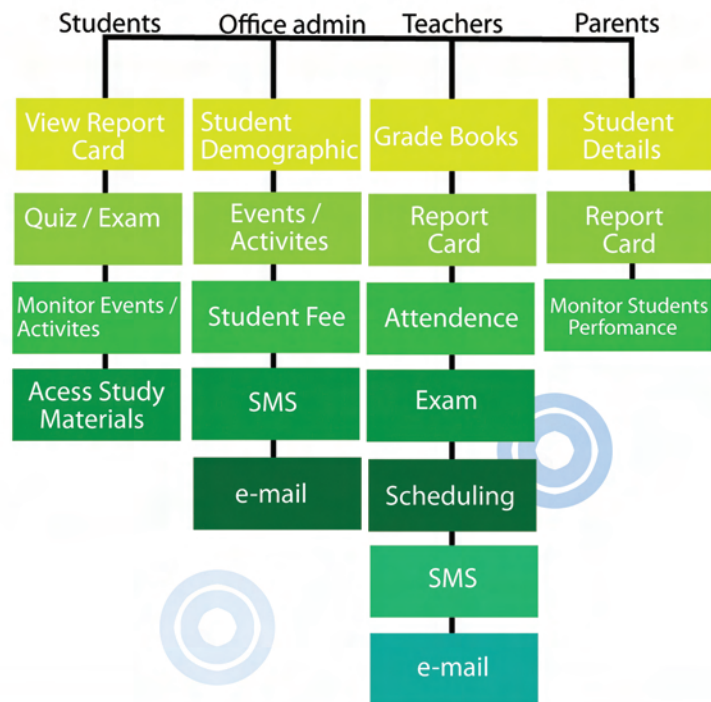 Students
Office admin
Teachers
Parents
View Report
Card
Student
Demographic
Grade Books
Student
Details
Quiz / Exam
Events /
Activites
Report
Card
Report
Card
Monitor Events /
Activites
Student Fee
Attendence
Monitor Students
Perfomance
Acess Study
Materials
SMS
Exam
e-mail
Scheduling
SMS
e-mail